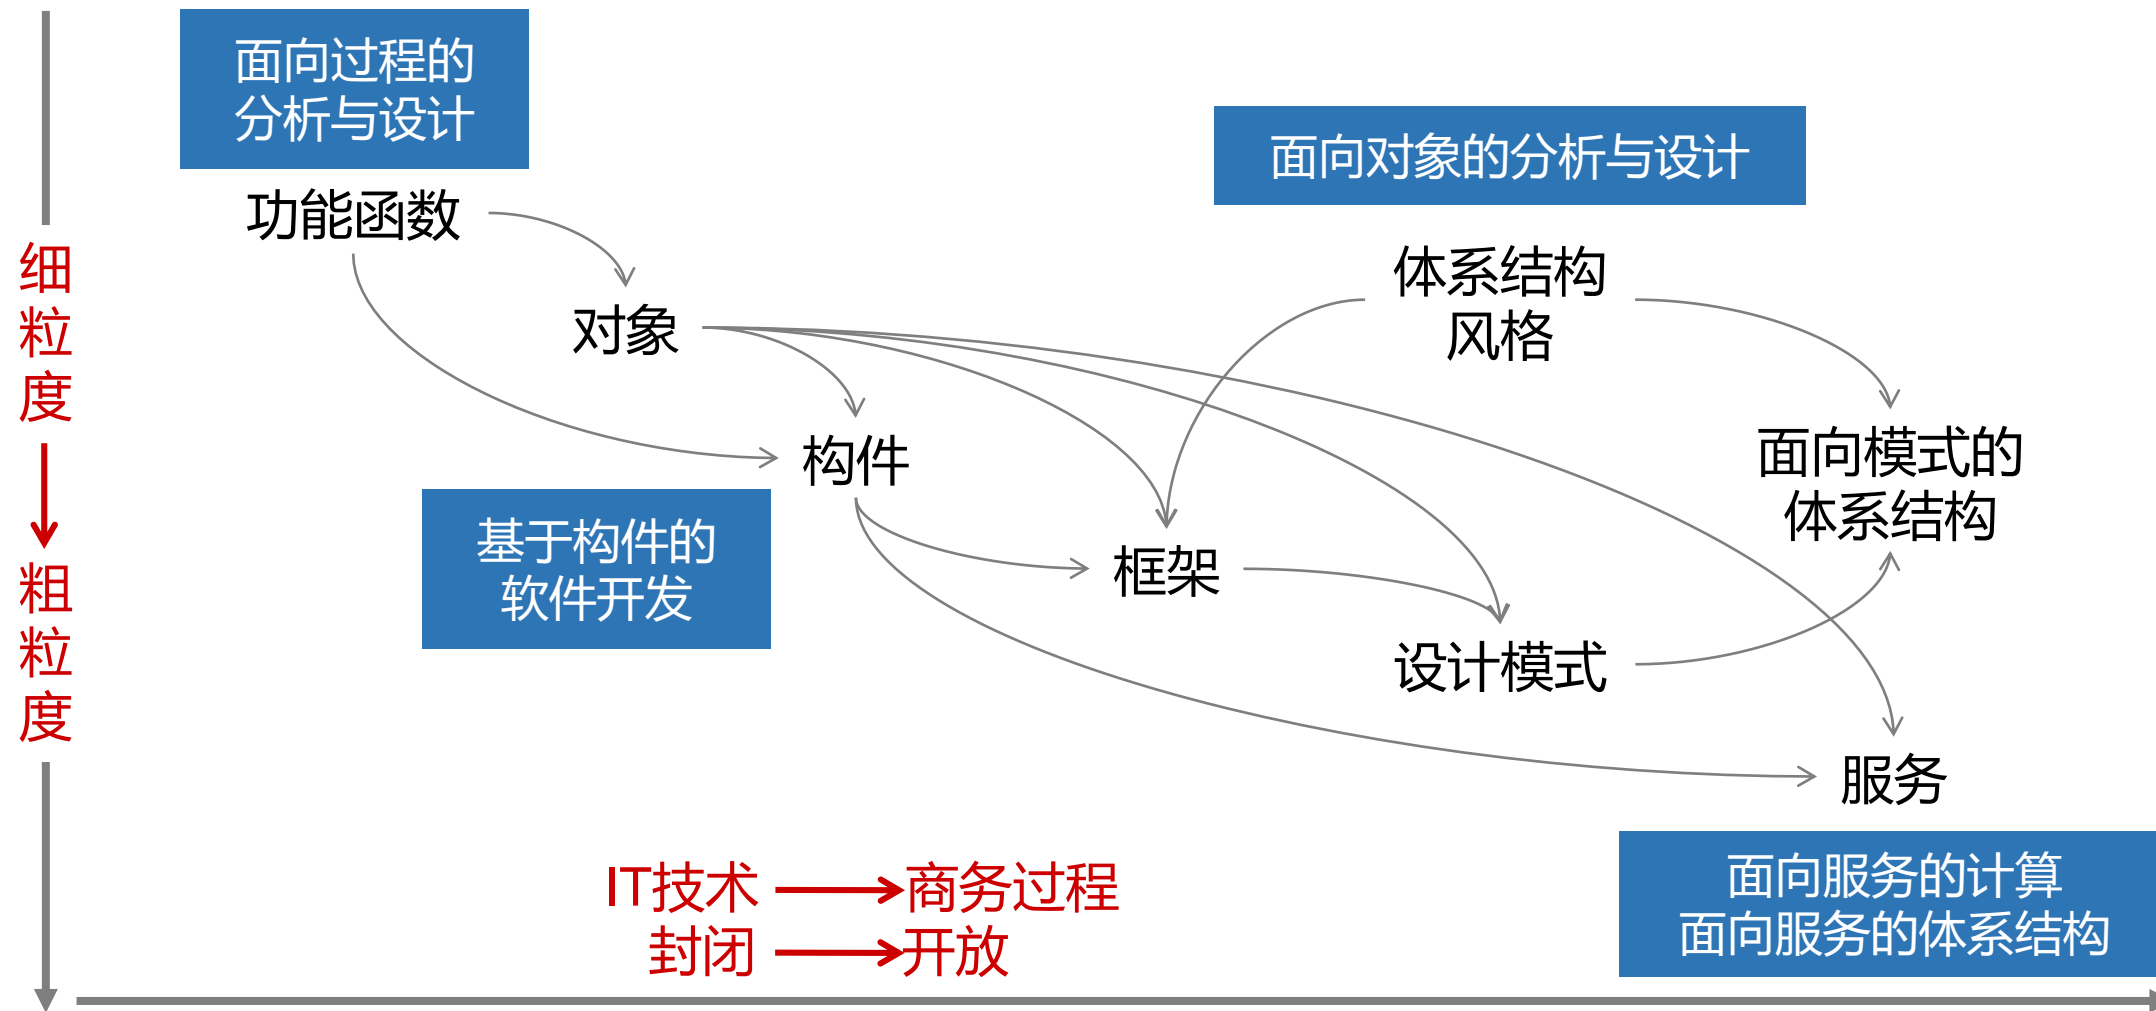 面向过程的
分析与设计
面向对象的分析与设计
功能函数
体系结构
风格
细
粒
度
对象
构件
面向模式的
体系结构
基于构件的
软件开发
框架
粗
粒
度
设计模式
服务
IT技术
商务过程
封闭
开放
面向服务的计算
面向服务的体系结构